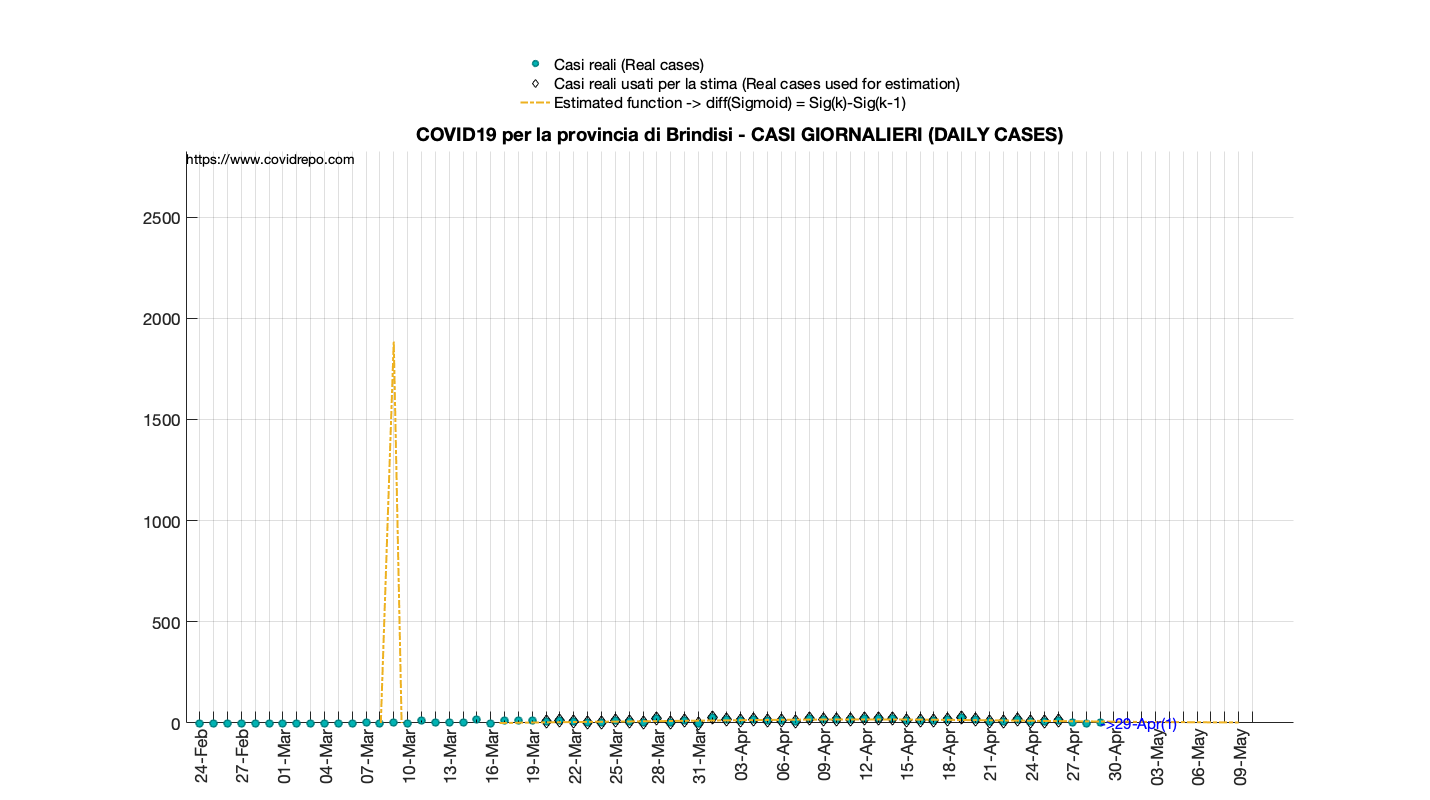 Casi reali (Real cases)
Casi reali usati per la stima (Real cases used for estimation)
Estimated function -> diff(Sigmoid) = Sig(k)-Sig(k-1)
COVID19 per la provincia di Brindisi - CASI GIORNALIERI (DAILY CASES)
https://www.covidrepo.com
2500
2000
1500
1000
500
0
->29-Apr(1)
24-Feb
27-Feb
01-Mar
04-Mar
07-Mar
10-Mar
13-Mar
16-Mar
19-Mar
22-Mar
25-Mar
28-Mar
31-Mar
03-Apr
06-Apr
09-Apr
12-Apr
15-Apr
18-Apr
21-Apr
24-Apr
27-Apr
30-Apr
03-May
06-May
09-May